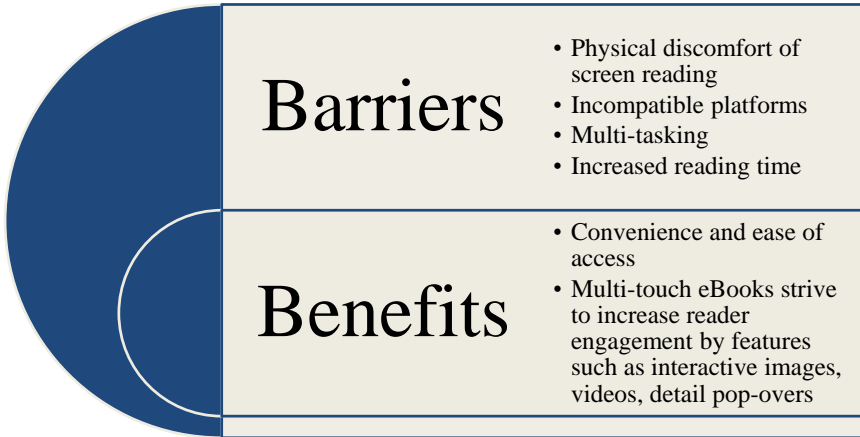 Barriers
• Physical discomfort of
screen reading
• Incompatible platforms
• Multi-tasking
• Increased reading time
Benefits
• Convenience and ease of
access
• Multi-touch eBooks strive
to increase reader
engagement by features
such as interactive images,
videos, detail pop-overs